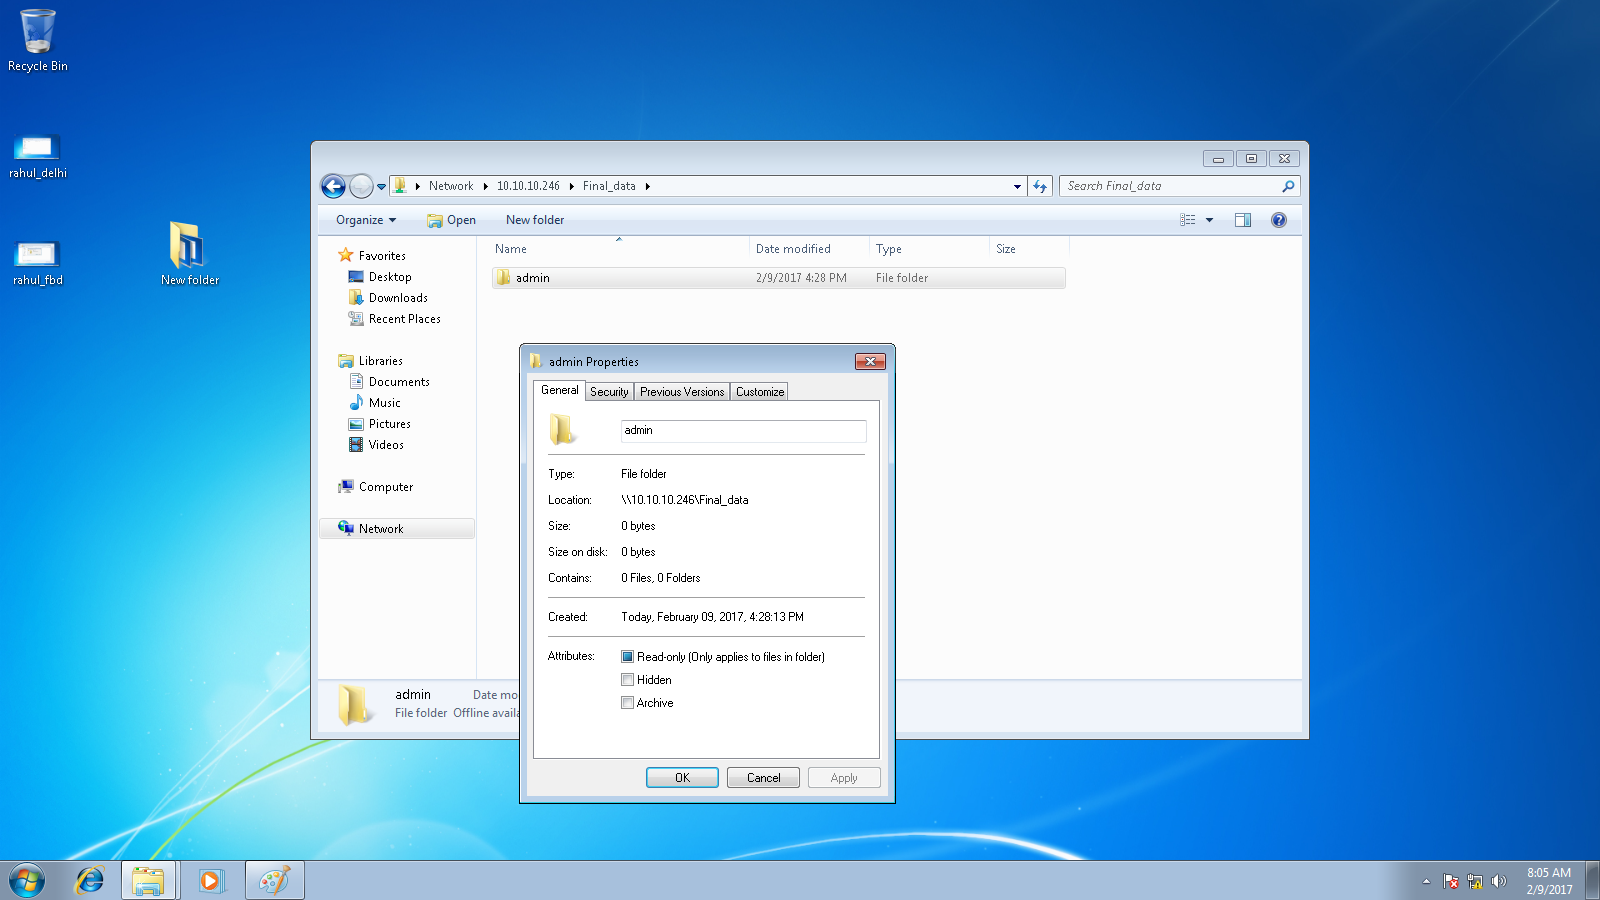 Recycle Bin
rahul_delhi
rahul_fbd
New folder
Network
10.10.10.246
Final_data
Search Final_data
Organize
Open
New folder
Name
Date modified
Type
Size
admin
2/9/2017 4:28 PM
File folder
Favorites
Desktop
Downloads
Recent Places
Libraries
Documents
Music
Pictures
Videos
Computer
Network
admin
Date mo
File folder
Offline availa
admin Properties
General
Security
Previous Versions
Customize
admin
Type: File folder
Location: \\10.10.10.246\Final_data
Size: 0 bytes
Size on disk: 0 bytes
Contains: 0 Files, 0 Folders
Created: Today, February 09, 2017, 4:28:13 PM
Attributes: Read-only (Only applies to files in folder)
Hidden
Archive
OK
Cancel
Apply
8:05 AM
2/9/2017